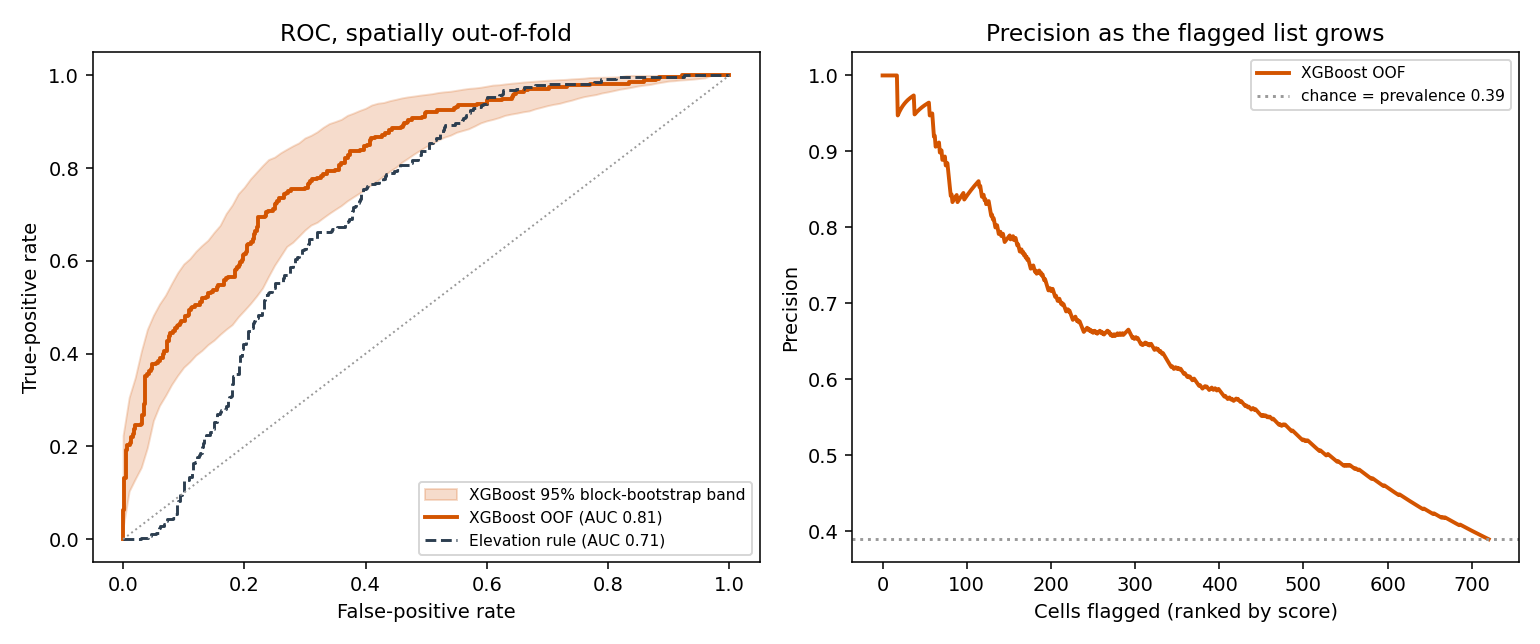 ROC, spatially out-of-fold
True-positive rate
1.0
0.8
0.6
0.4
0.2
0.0
XGBoost 95% block-bootstrap band
XGBoost OOF (AUC 0.81)
Elevation rule (AUC 0.71)
0.0 0.2 0.4 0.6 0.8 1.0
False-positive rate
Precision as the flagged list grows
Precision
1.0
0.9
0.8
0.7
0.6
0.5
0.4
XGBoost OOF
chance = prevalence 0.39
0 100 200 300 400 500 600 700
Cells flagged (ranked by score)